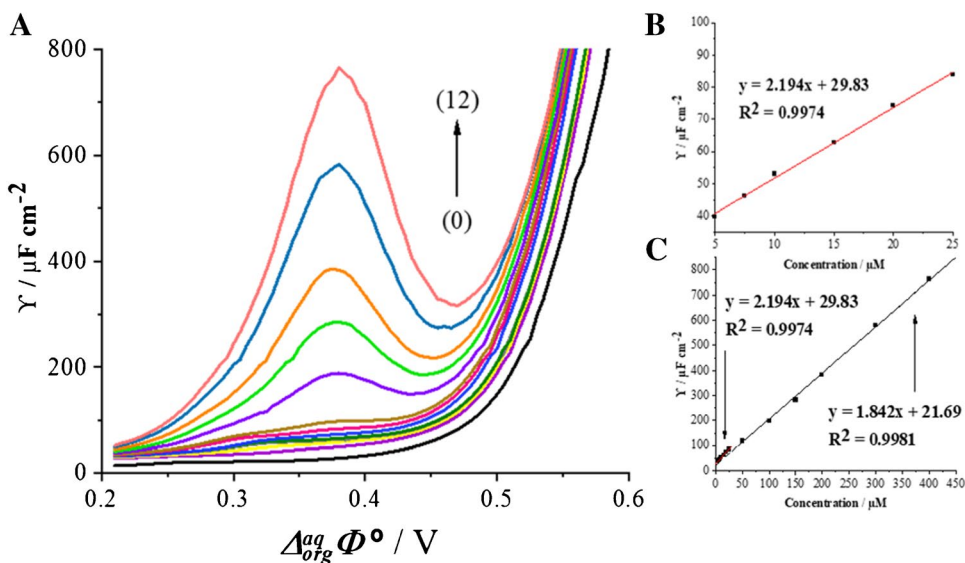 A
800
600
400
200
0
0.2 0.3 0.4 0.5 0.6
ϒ / μF cm⁻²
(12)
(0)
Δ^aq_org Φ° / V
B
90
80
70
60
50
40
5 10 15 20 25
ϒ / μF cm⁻²
Concentration / μM
y = 2.194x + 29.83
R² = 0.9974
C
800
700
600
500
400
300
200
100
0
0 50 100 150 200 250 300 350 400 450
ϒ / μF cm⁻²
Concentration / μM
y = 2.194x + 29.83
R² = 0.9974
y = 1.842x + 21.69
R² = 0.9981